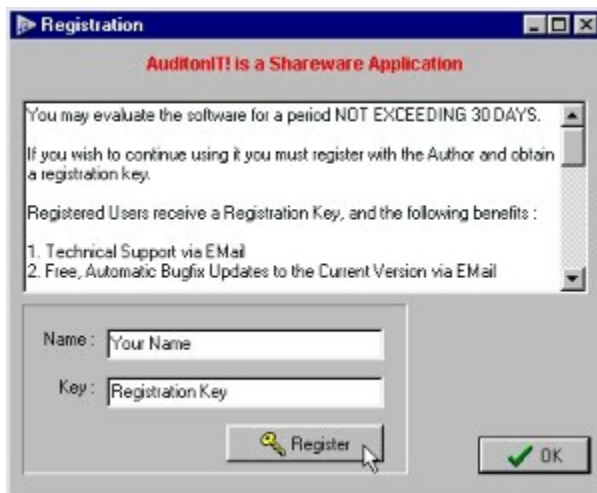 Registration
AuditonIT! is a Shareware Application
You may evaluate the software for a period NOT EXCEEDING 30 DAYS.
If you wish to continue using it you must register with the Author and obtain
a registration key.
Registered Users receive a Registration Key, and the following benefits :
1. Technical Support via EMail
2. Free, Automatic Bugfix Updates to the Current Version via EMail
Name : Your Name
Key : Registration Key
Register
OK